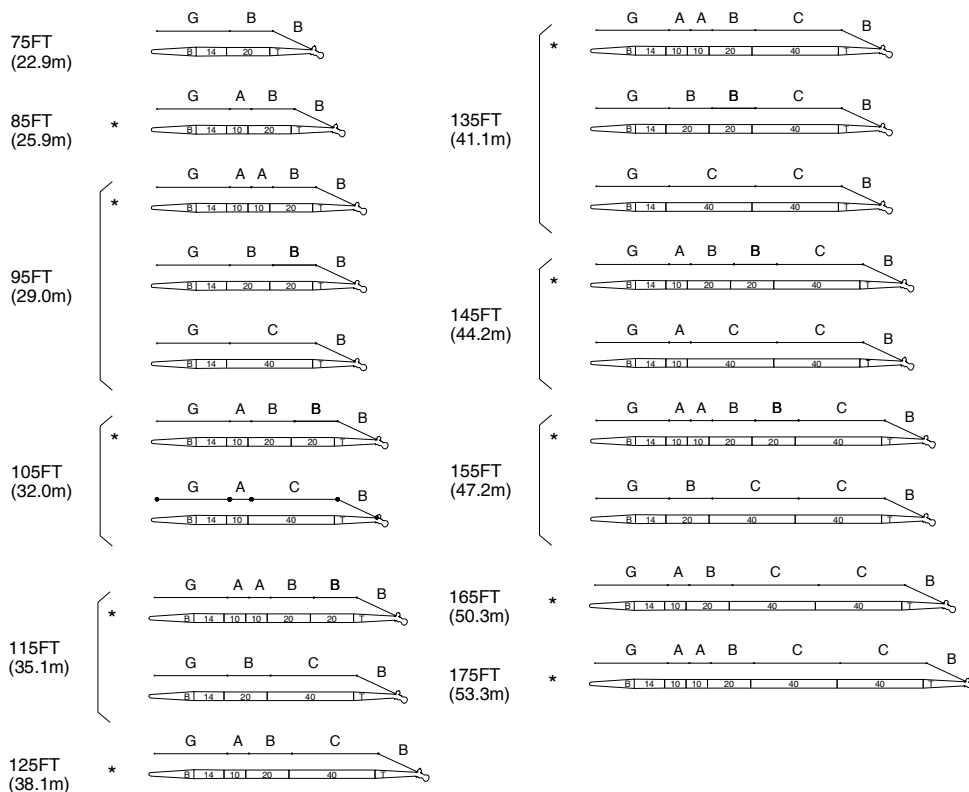 G B B
75FT
B 14 20
(22.9m)
G A B B
85FT *
B 14 10 20 T
(25.9m)
G A A B B
*
B 14 10 10 20 T
G B B B
95FT
(29.0m)
B 14 20 20 T
G C B
B 14 40 T
G A B B B
*
B 14 10 20 20 T
105FT
(32.0m)
G A C B
B 14 10 40 T
G A A B B B
*
B 14 10 10 20 20 T
115FT
(35.1m)
G B C B
B 14 20 40 T
G A B C B
125FT *
(38.1m)
B 14 10 20 40 T
G A A B C B
*
B 14 10 10 20 40 T
G B B C B
135FT
(41.1m)
B 14 20 20 40 T
G C C B
B 14 40 40 T
G A B B C B
*
B 14 10 20 20 40 T
145FT
(44.2m)
G A C C B
B 14 10 40 40 T
G A A B B C B
*
B 14 10 10 20 20 40 T
155FT
(47.2m)
G B C C B
B 14 20 40 40 T
G A B C C B
165FT *
(50.3m)
B 14 10 20 40 40 T
G A A B C C B
175FT *
(53.3m)
B 14 10 10 20 40 40 T